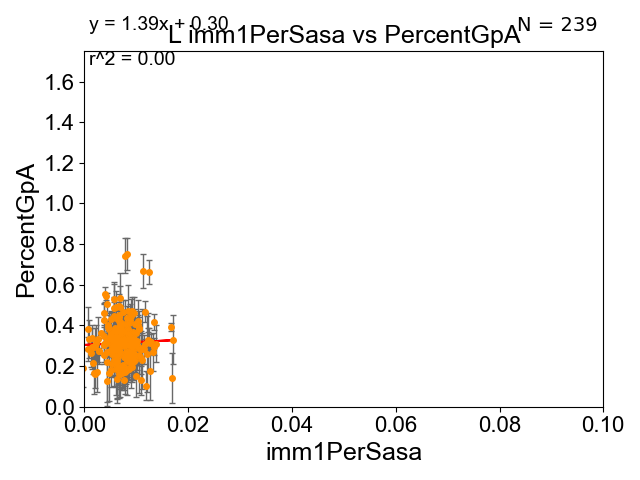 y = 1.39x + 0.30
L imm1PerSasa vs PercentGpA
N = 239
r^2 = 0.00
PercentGpA
1.6
1.4
1.2
1.0
0.8
0.6
0.4
0.2
0.0
0.00 0.02 0.04 0.06 0.08 0.10
imm1PerSasa